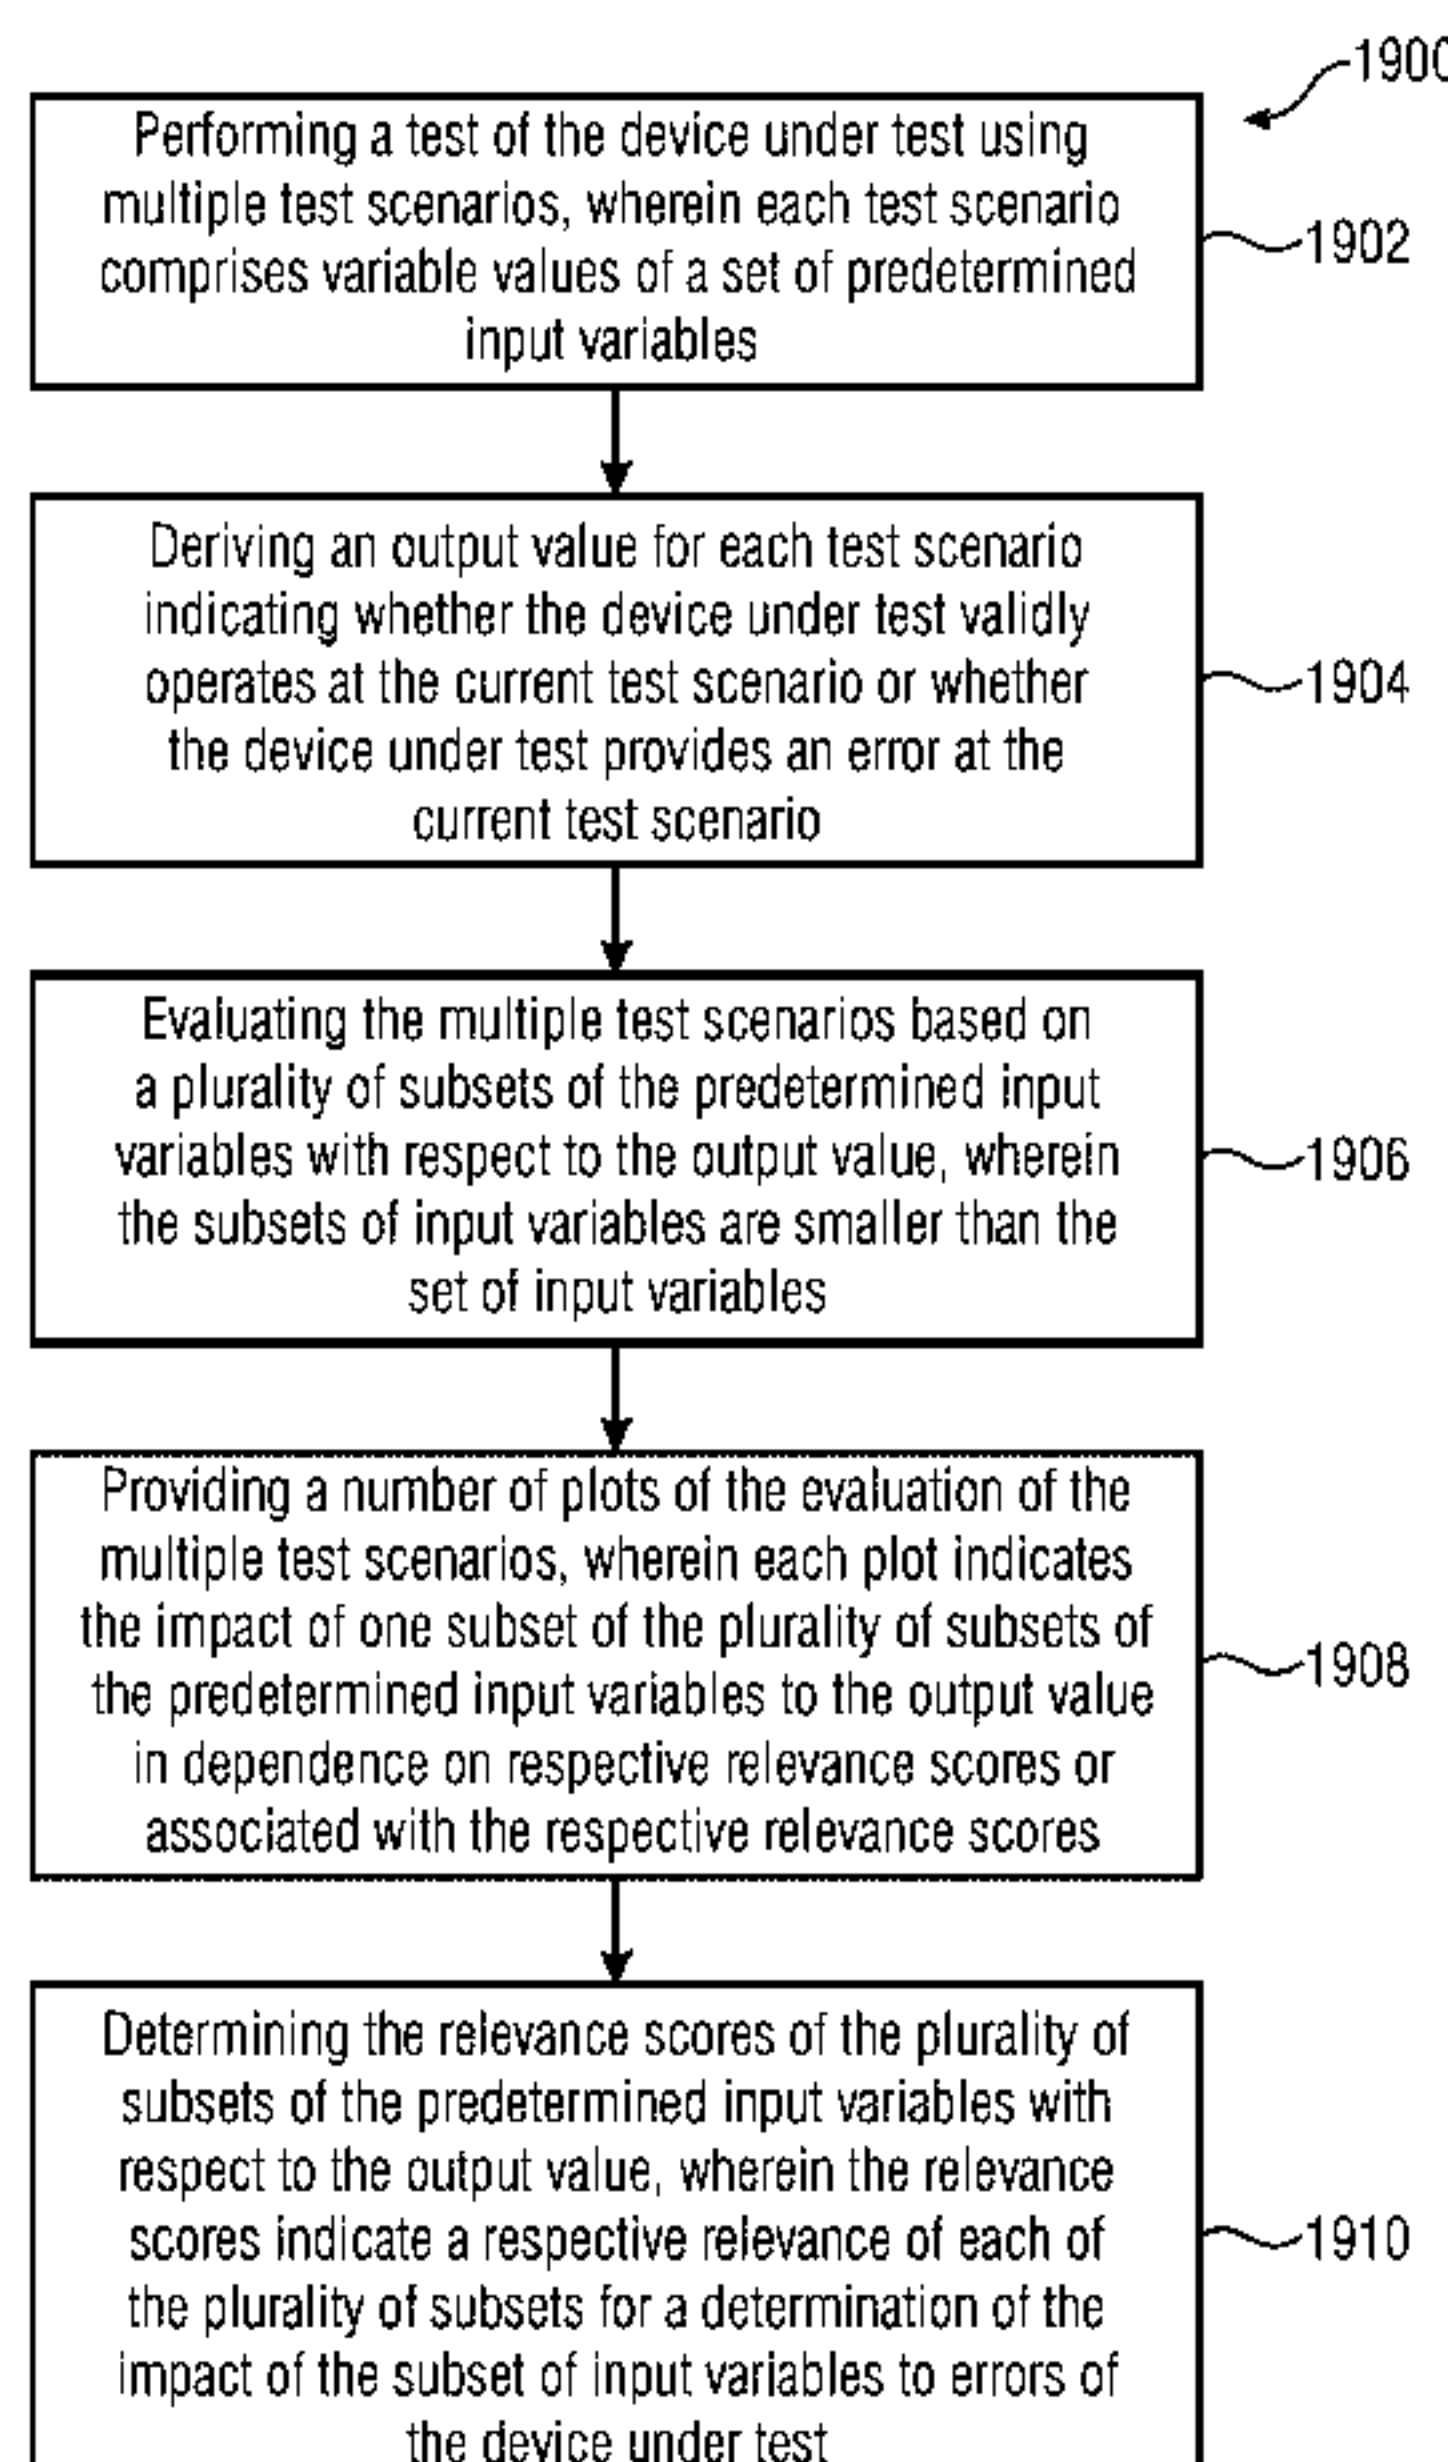 1900
Performing a test of the device under test using
multiple test scenarios, wherein each test scenario
comprises variable values of a set of predetermined
input variables
1902
Deriving an output value for each test scenario
indicating whether the device under test validly
operates at the current test scenario or whether
the device under test provides an error at the
current test scenario
1904
Evaluating the multiple test scenarios based on
a plurality of subsets of the predetermined input
variables with respect to the output value, wherein
the subsets of input variables are smaller than the
set of input variables
1906
Providing a number of plots of the evaluation of the
multiple test scenarios, wherein each plot indicates
the impact of one subset of the plurality of subsets of
the predetermined input variables to the output value
in dependence on respective relevance scores or
associated with the respective relevance scores
1908
Determining the relevance scores of the plurality of
subsets of the predetermined input variables with
respect to the output value, wherein the relevance
scores indicate a respective relevance of each of
the plurality of subsets for a determination of the
impact of the subset of input variables to errors of
the device under test
1910